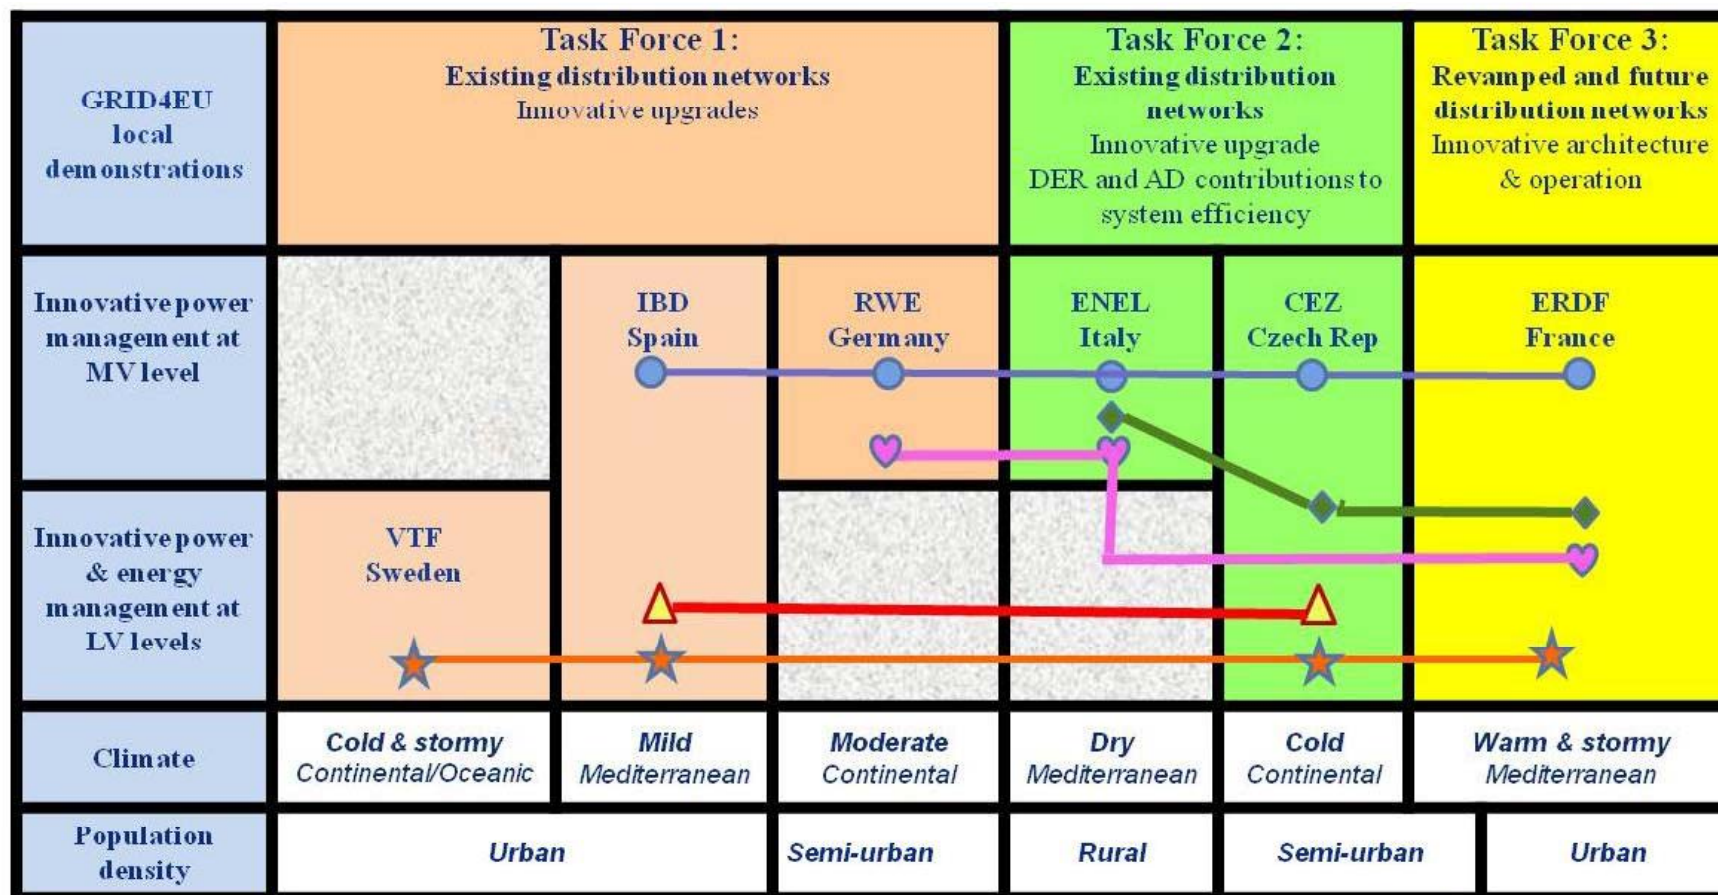 GRID4EU
local
demonstrations
Task Force 1:
Existing distribution networks
Innovative upgrades
Task Force 2:
Existing distribution
networks
Innovative upgrade
DER and AD contributions to
system efficiency
Task Force 3:
Revamped and future
distribution networks
Innovative architecture
& operation
Innovative power
management at
MV level
IBD
Spain
RWE
Germany
ENEL
Italy
CEZ
Czech Rep
ERDF
France
Innovative power
& energy
management at
LV levels
VTF
Sweden
Climate
Cold & stormy
Continental/Oceanic
Mild
Mediterranean
Moderate
Continental
Dry
Mediterranean
Cold
Continental
Warm & stormy
Mediterranean
Population
density
Urban
Semi-urban
Rural
Semi-urban
Urban